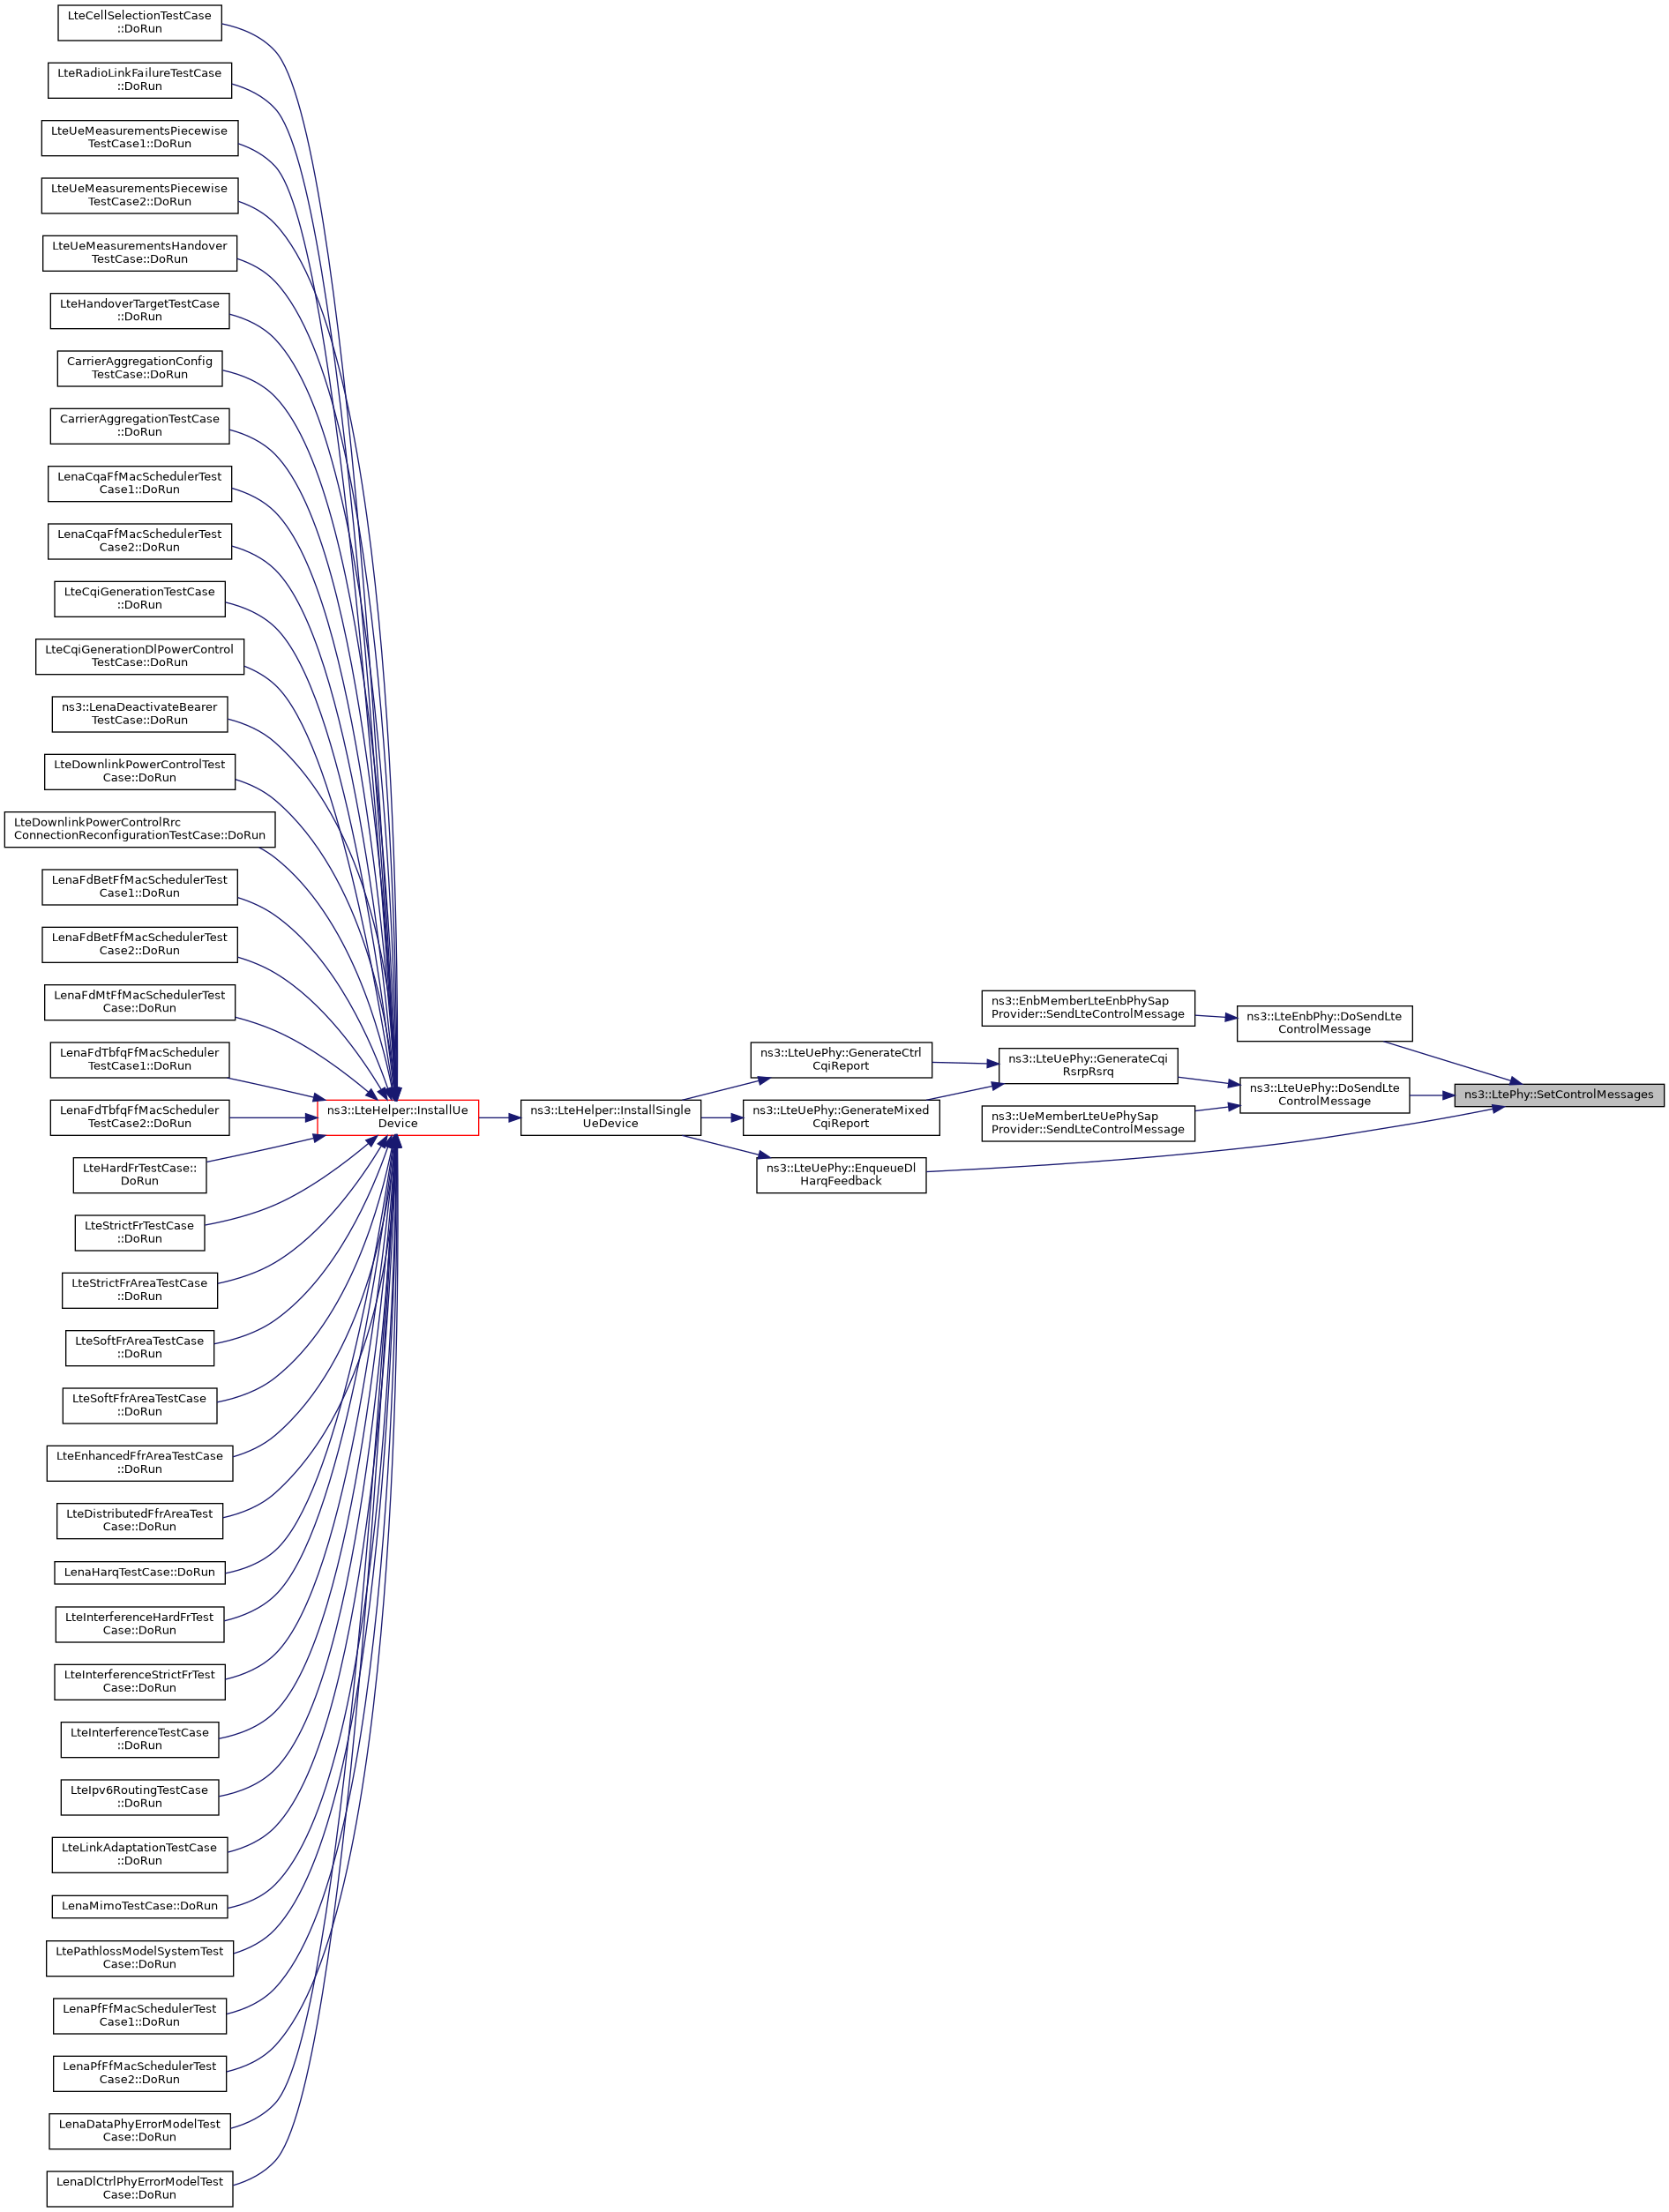 LteCellSelectionTestCase
::DoRun
LteRadioLinkFailureTestCase
::DoRun
LteUeMeasurementsPiecewise
TestCase1::DoRun
LteUeMeasurementsPiecewise
TestCase2::DoRun
LteUeMeasurementsHandover
TestCase::DoRun
LteHandoverTargetTestCase
::DoRun
CarrierAggregationConfig
TestCase::DoRun
CarrierAggregationTestCase
::DoRun
LenaCqaFfMacSchedulerTest
Case1::DoRun
LenaCqaFfMacSchedulerTest
Case2::DoRun
LteCqiGenerationTestCase
::DoRun
LteCqiGenerationDlPowerControl
TestCase::DoRun
ns3::LenaDeactivateBearer
TestCase::DoRun
LteDownlinkPowerControlTest
Case::DoRun
LteDownlinkPowerControlRrc
ConnectionReconfigurationTestCase::DoRun
LenaFdBetFfMacSchedulerTest
Case1::DoRun
LenaFdBetFfMacSchedulerTest
Case2::DoRun
LenaFdMtFfMacSchedulerTest
Case::DoRun
LenaFdTbfqFfMacScheduler
TestCase1::DoRun
LenaFdTbfqFfMacScheduler
TestCase2::DoRun
LteHardFrTestCase::
DoRun
LteStrictFrTestCase
::DoRun
LteStrictFrAreaTestCase
::DoRun
LteSoftFrAreaTestCase
::DoRun
LteSoftFfrAreaTestCase
::DoRun
LteEnhancedFfrAreaTestCase
::DoRun
LteDistributedFfrAreaTest
Case::DoRun
LenaHarqTestCase::DoRun
LteInterferenceHardFrTest
Case::DoRun
LteInterferenceStrictFrTest
Case::DoRun
LteInterferenceTestCase
::DoRun
LteIpv6RoutingTestCase
::DoRun
LteLinkAdaptationTestCase
::DoRun
LenaMimoTestCase::DoRun
LtePathlossModelSystemTest
Case::DoRun
LenaPfFfMacSchedulerTest
Case1::DoRun
LenaPfFfMacSchedulerTest
Case2::DoRun
LenaDataPhyErrorModelTest
Case::DoRun
LenaDlCtrlPhyErrorModelTest
Case::DoRun
ns3::LteHelper::InstallUe
Device
ns3::LteHelper::InstallSingle
UeDevice
ns3::LteUePhy::GenerateCtrl
CqiReport
ns3::LteUePhy::GenerateMixed
CqiReport
ns3::LteUePhy::EnqueueDl
HarqFeedback
ns3::EnbMemberLteEnbPhySap
Provider::SendLteControlMessage
ns3::LteUePhy::GenerateCqi
RsrpRsrq
ns3::UeMemberLteUePhySap
Provider::SendLteControlMessage
ns3::LteEnbPhy::DoSendLte
ControlMessage
ns3::LteUePhy::DoSendLte
ControlMessage
ns3::LtePhy::SetControlMessages